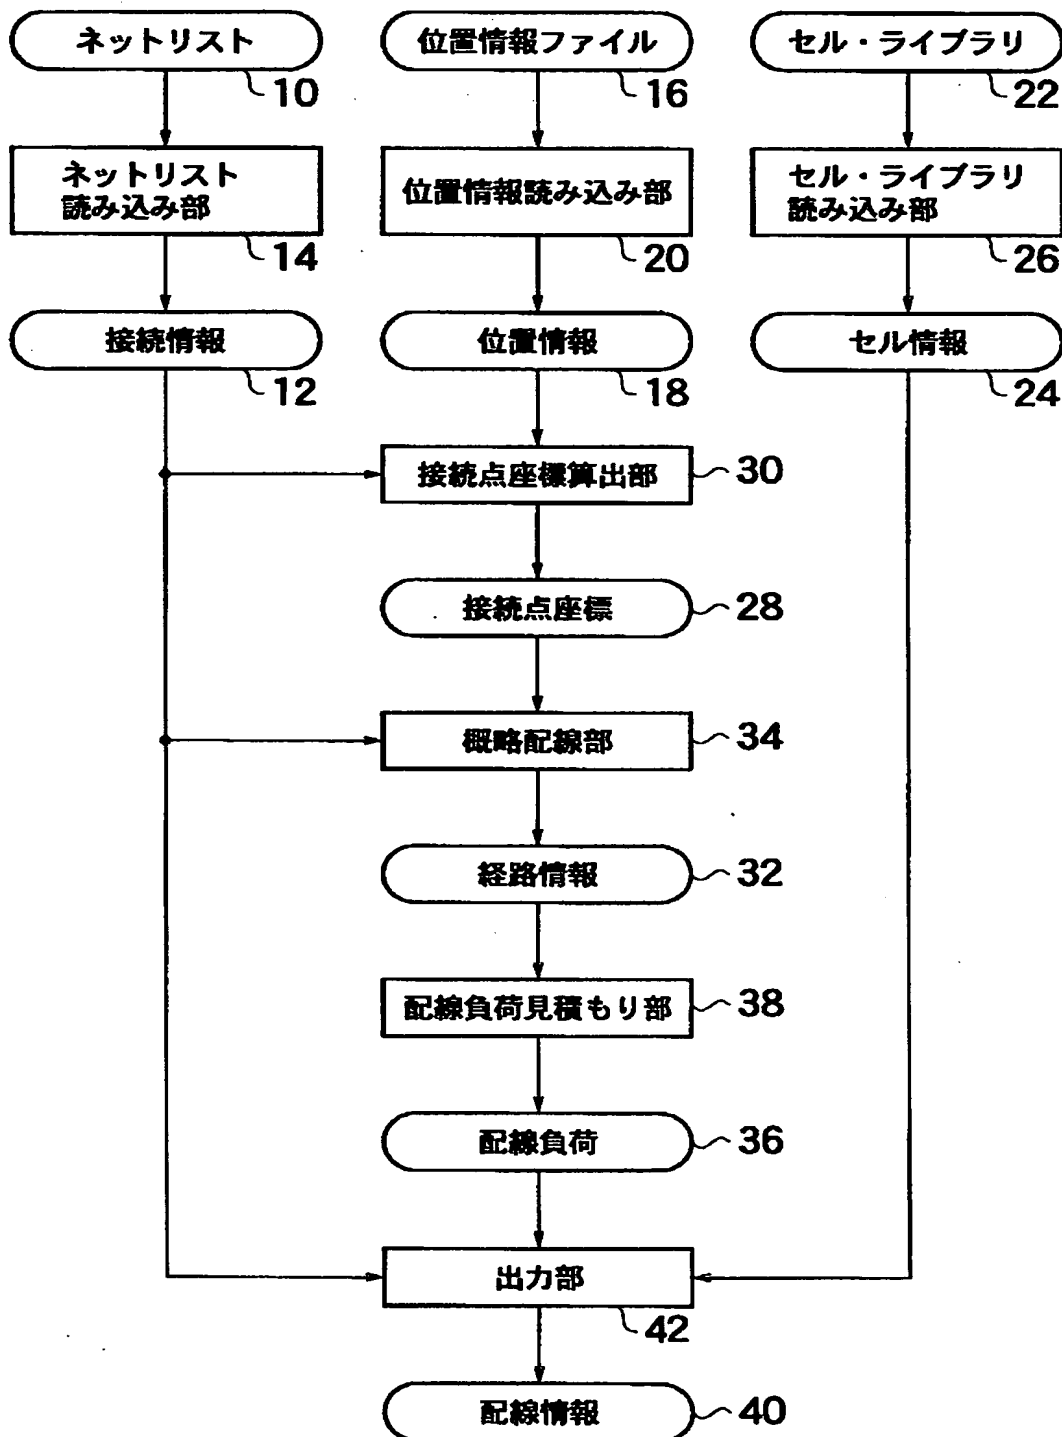 ネットリスト
10
位置情報ファイル
16
セル・ライブラリ
22
ネットリスト
読み込み部
14
位置情報読み込み部
20
セル・ライブラリ
読み込み部
26
接続情報
12
位置情報
18
セル情報
24
接続点座標算出部
30
接続点座標
28
概略配線部
34
経路情報
32
配線負荷見積もり部
38
配線負荷
36
出力部
42
配線情報
40